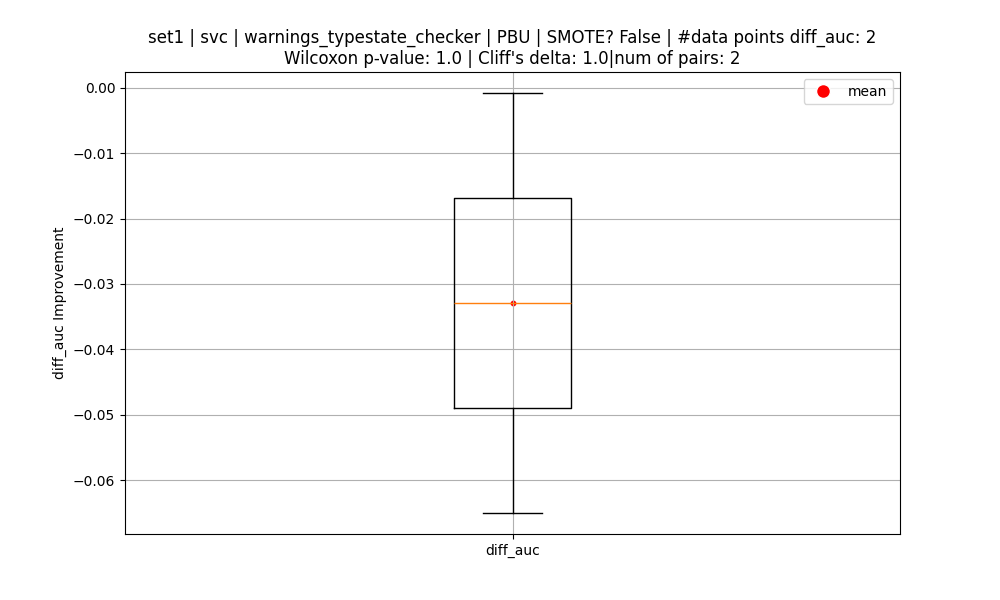 set1 | svc | warnings_typestate_checker | PBU | SMOTE? False | #data points diff_auc: 2
Wilcoxon p-value: 1.0 | Cliff's delta: 1.0|num of pairs: 2
mean
0.00
−0.01
−0.02
−0.03
−0.04
−0.05
−0.06
diff_auc Improvement
diff_auc